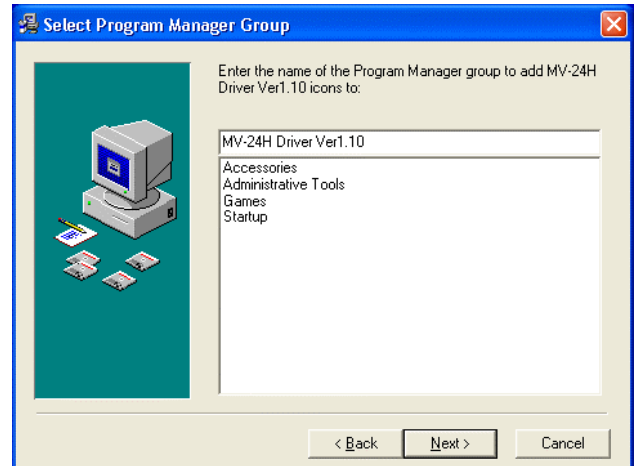 Select Program Manager Group
Enter the name of the Program Manager group to add MV-24H
Driver Ver1.10 icons to:
MV-24H Driver Ver1.10
Accessories
Administrative Tools
Games
Startup
< Back
Next >
Cancel